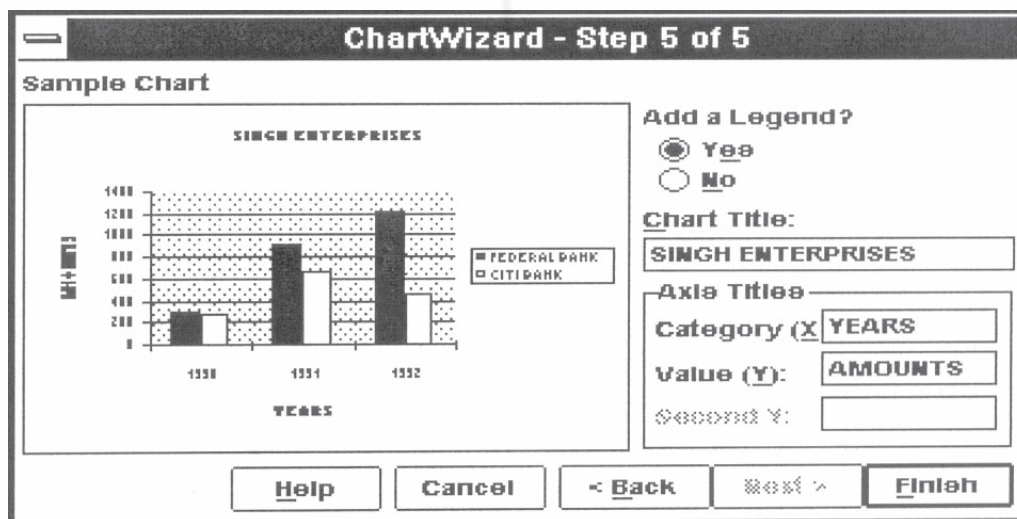 ChartWizard - Step 5 of 5
Sample Chart
SINGH ENTERPRISES
1400
1200
1000
800
600
400
200
0
1990
1991
1992
YEARS
FEDERAL BANK
CITI BANK
Add a Legend?
Yes
No
Chart Title:
SINGH ENTERPRISES
Axis Titles
Category (X
YEARS
Value (Y):
AMOUNTS
Second Y:
Help
Cancel
< Back
Next >
Finish